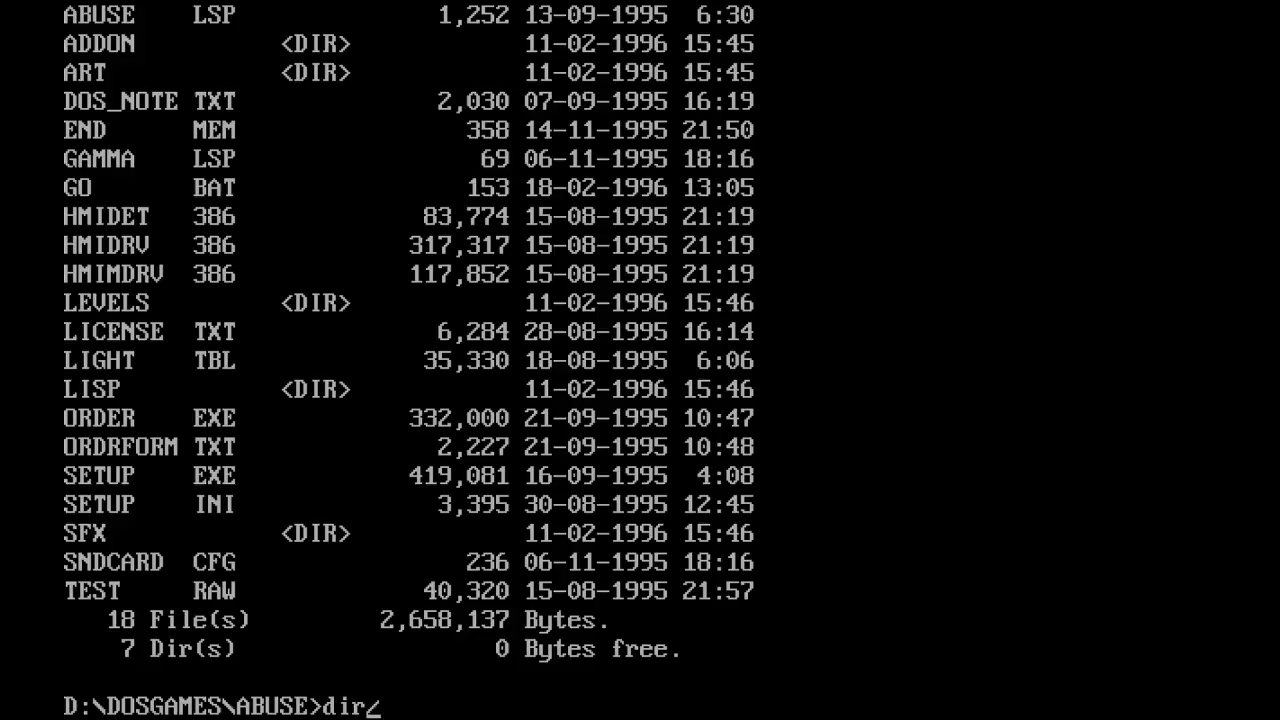 ABUSE    LSP              1,252 13-09-1995  6:30
ADDON          <DIR>            11-02-1996 15:45
ART            <DIR>            11-02-1996 15:45
DOS_NOTE TXT              2,030 07-09-1995 16:19
END      MEM                358 14-11-1995 21:50
GAMMA    LSP                 69 06-11-1995 18:16
GO       BAT                153 18-02-1996 13:05
HMIDET   386             83,774 15-08-1995 21:19
HMIDRV   386            317,317 15-08-1995 21:19
HMIMDRV  386            117,852 15-08-1995 21:19
LEVELS         <DIR>            11-02-1996 15:46
LICENSE  TXT              6,284 28-08-1995 16:14
LIGHT    TBL             35,330 18-08-1995  6:06
LISP           <DIR>            11-02-1996 15:46
ORDER    EXE            332,000 21-09-1995 10:47
ORDRFORM TXT              2,227 21-09-1995 10:48
SETUP    EXE            419,081 16-09-1995  4:08
SETUP    INI              3,395 30-08-1995 12:45
SFX            <DIR>            11-02-1996 15:46
SNDCARD  CFG                236 06-11-1995 18:16
TEST     RAW             40,320 15-08-1995 21:57
   18 File(s)         2,658,137 Bytes.
    7 Dir(s)                  0 Bytes free.
D:\DOSGAMES\ABUSE>dir/